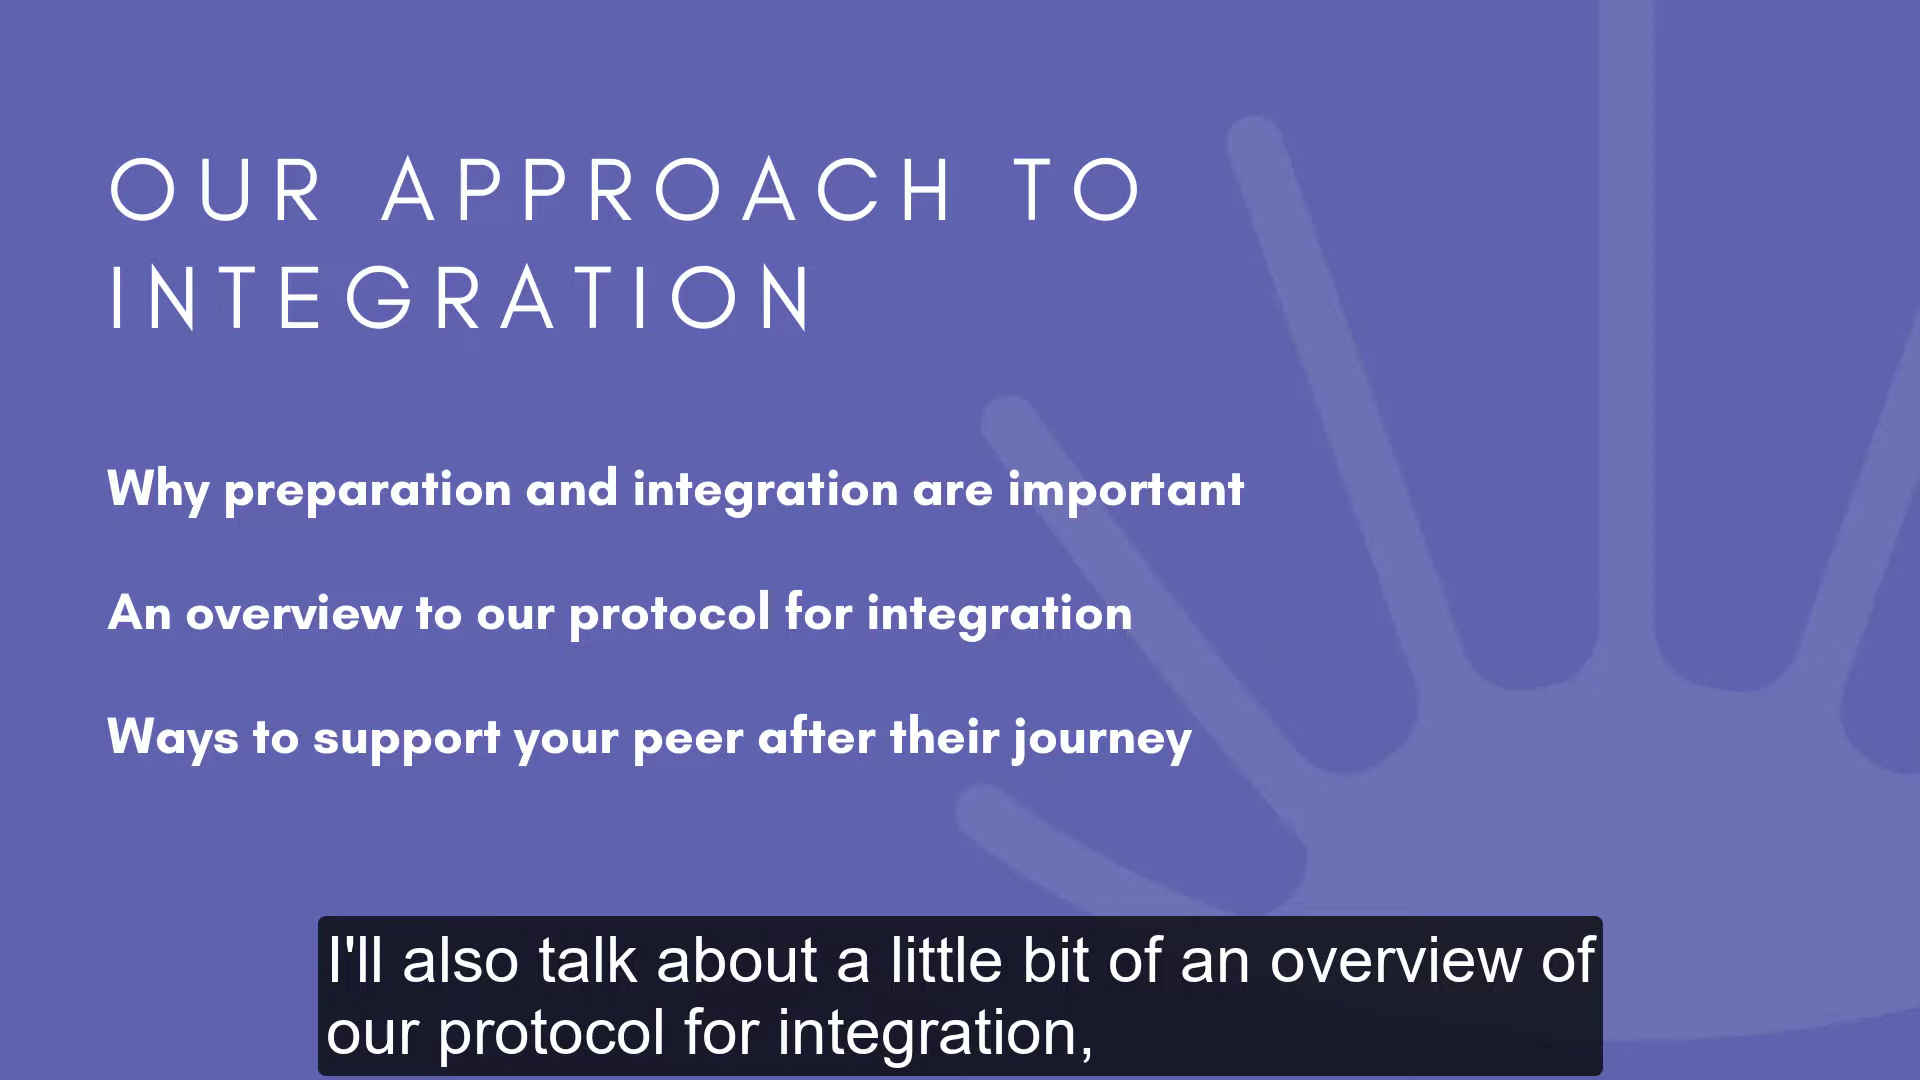 OUR APPROACH TO
INTEGRATION
Why preparation and integration are important
An overview to our protocol for integration
Ways to support your peer after their journey
I'll also talk about a little bit of an overview of
our protocol for integration,